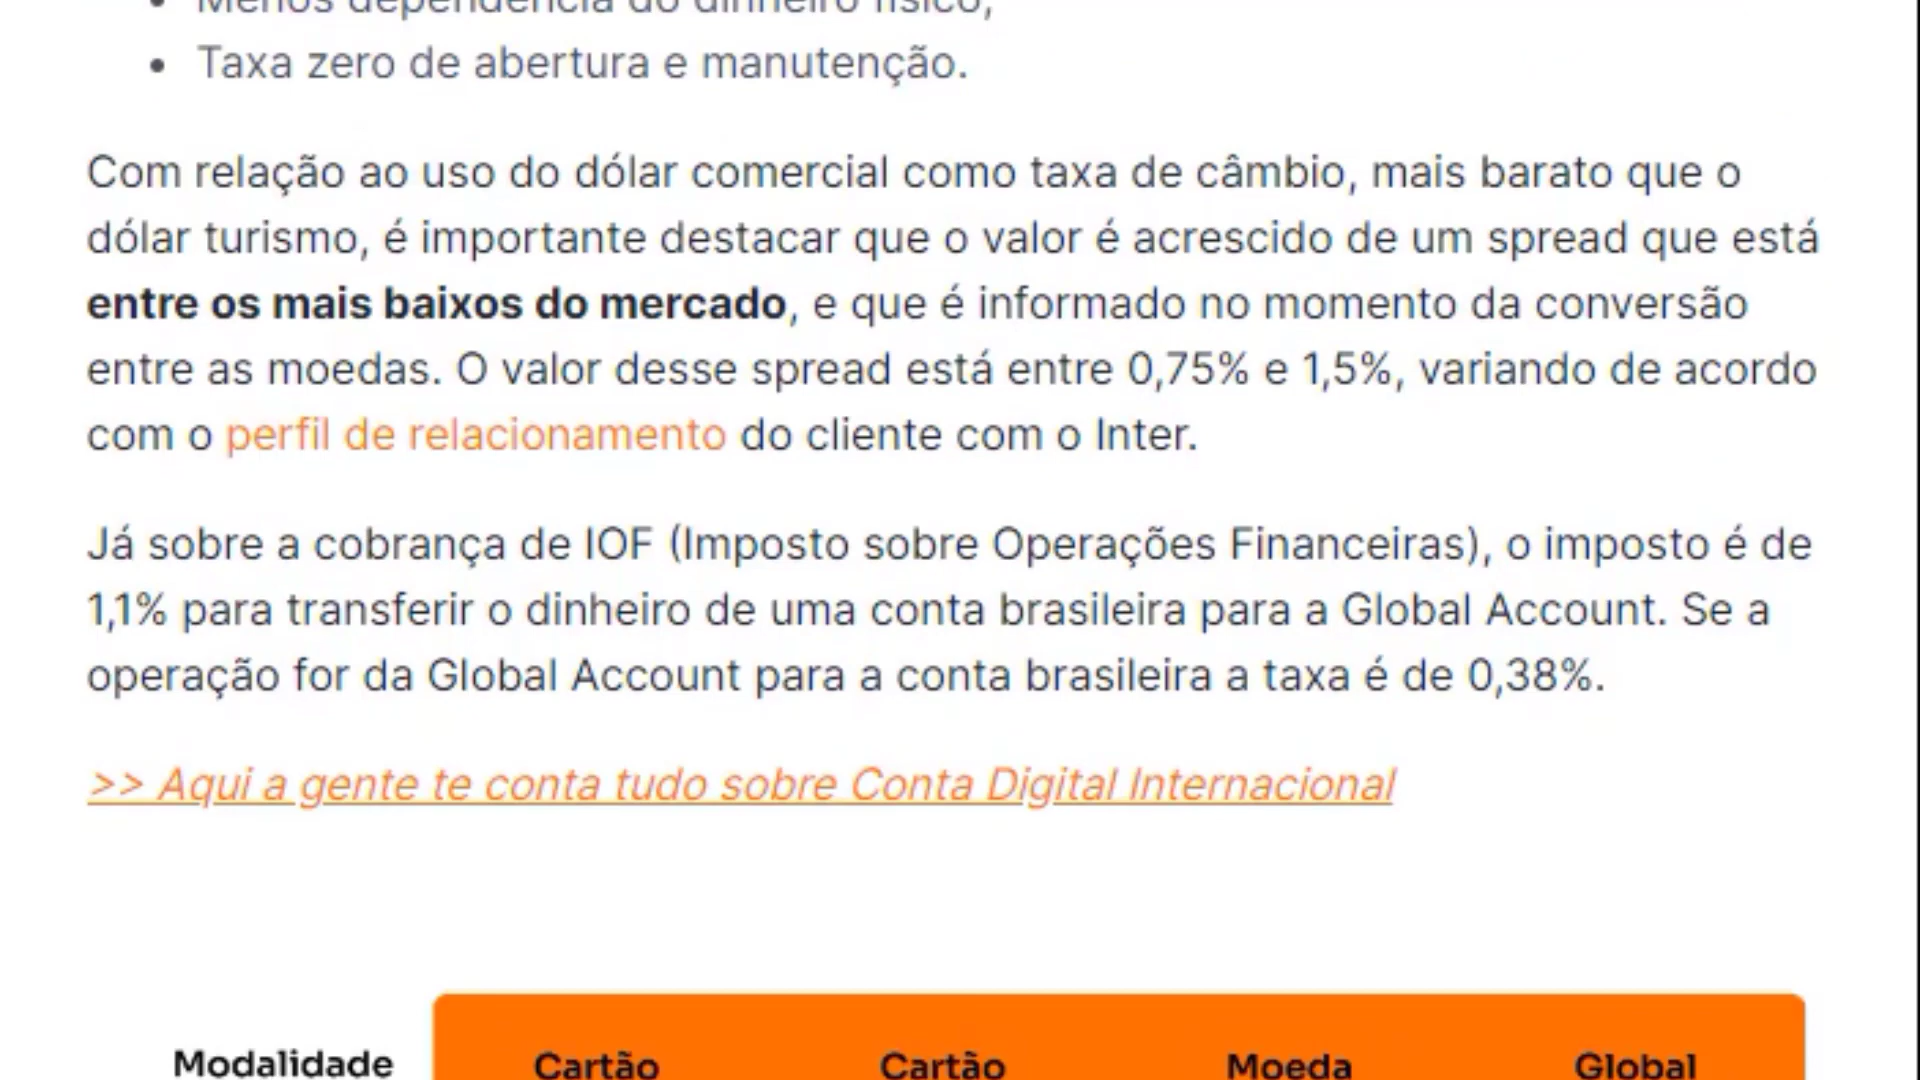 Menos dependência do dinheiro físico;
• Taxa zero de abertura e manutenção.
Com relação ao uso do dólar comercial como taxa de câmbio, mais barato que o
dólar turismo, é importante destacar que o valor é acrescido de um spread que está
entre os mais baixos do mercado, e que é informado no momento da conversão
entre as moedas. O valor desse spread está entre 0,75% e 1,5%, variando de acordo
com o perfil de relacionamento do cliente com o Inter.
Já sobre a cobrança de IOF (Imposto sobre Operações Financeiras), o imposto é de
1,1% para transferir o dinheiro de uma conta brasileira para a Global Account. Se a
operação for da Global Account para a conta brasileira a taxa é de 0,38%.
>> Aqui a gente te conta tudo sobre Conta Digital Internacional
Modalidade Cartão Cartão Moeda Global